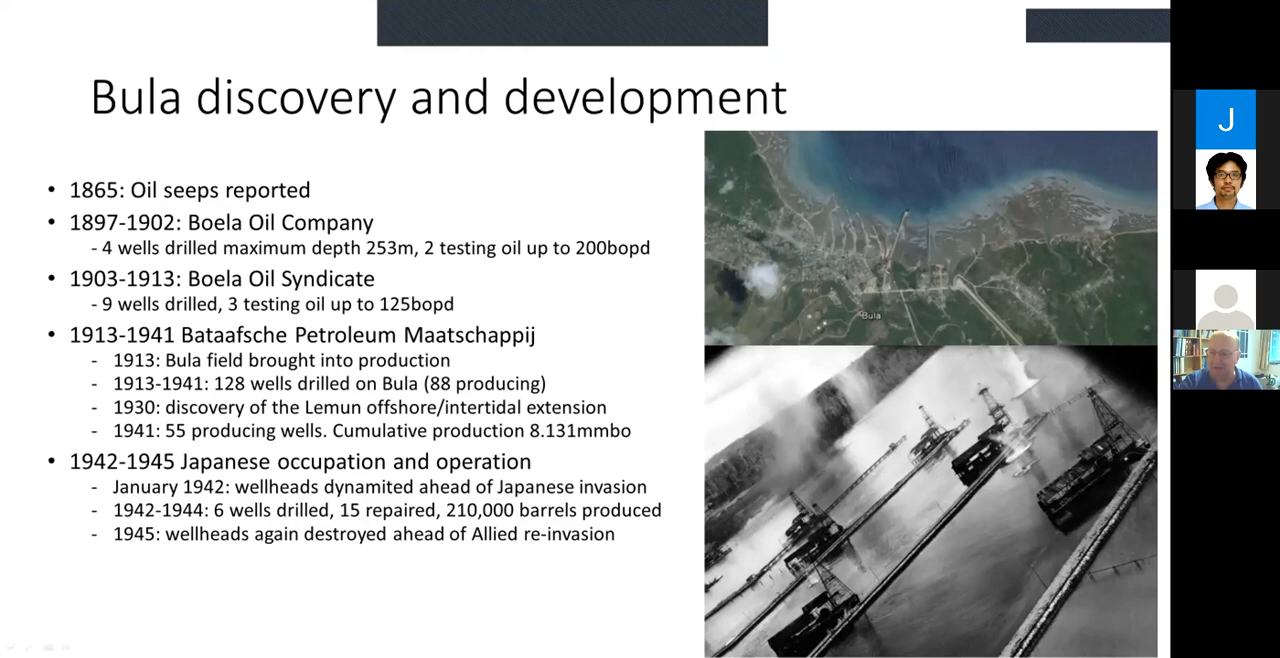 Bula discovery and development
• 1865: Oil seeps reported
• 1897-1902: Boela Oil Company
- 4 wells drilled maximum depth 253m, 2 testing oil up to 200bopd
• 1903-1913: Boela Oil Syndicate
- 9 wells drilled, 3 testing oil up to 125bopd
• 1913-1941 Bataafsche Petroleum Maatschappij
- 1913: Bula field brought into production
- 1913-1941: 128 wells drilled on Bula (88 producing)
- 1930: discovery of the Lemun offshore/intertidal extension
- 1941: 55 producing wells. Cumulative production 8.131mmbo
• 1942-1945 Japanese occupation and operation
- January 1942: wellheads dynamited ahead of Japanese invasion
- 1942-1944: 6 wells drilled, 15 repaired, 210,000 barrels produced
- 1945: wellheads again destroyed ahead of Allied re-invasion
Bula
J